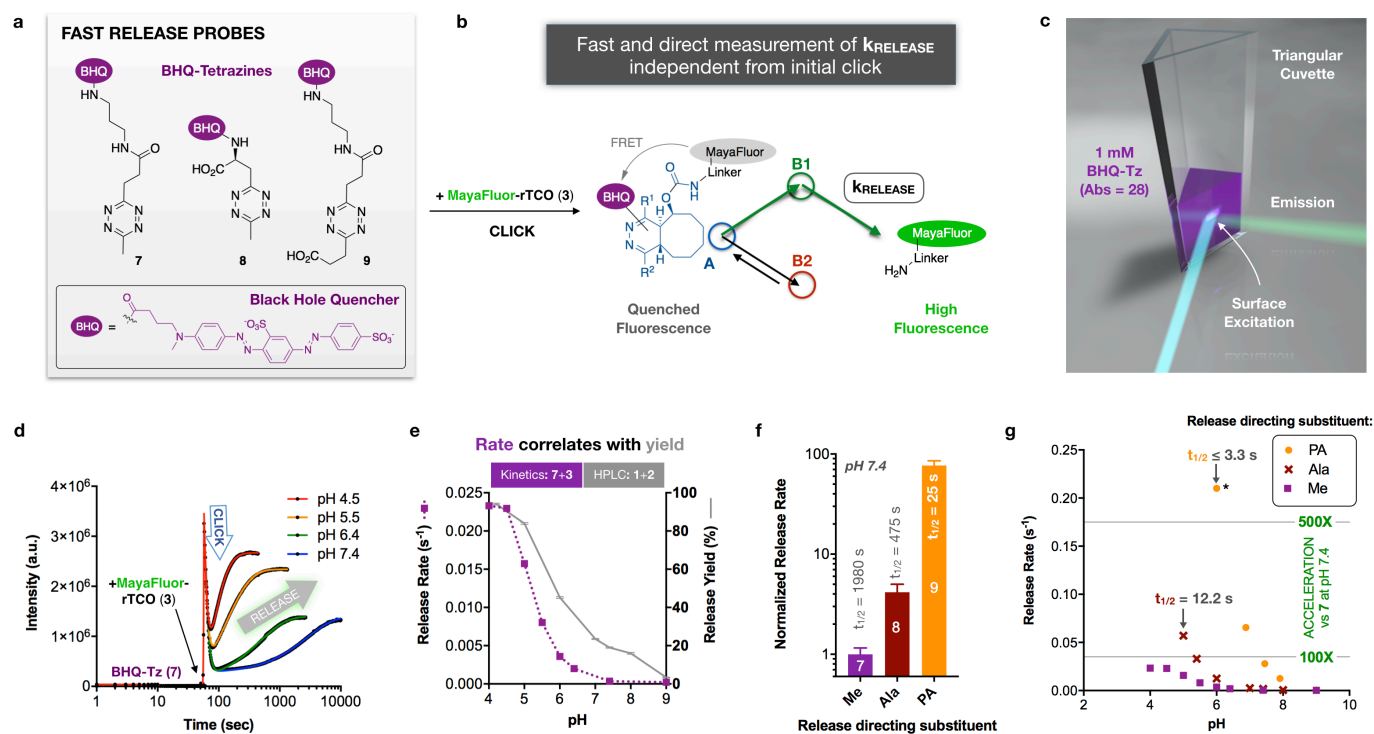 a
FAST RELEASE PROBES
BHQ-Tetrazines
BHQ
HN
HN
O
N
N
N
N
7
BHQ
NH
HO₂C
N
N
N
N
8
BHQ
HN
HN
O
N
N
N
N
HO₂C
9
Black Hole Quencher
BHQ =
O
N
-O₃S
N
N
N
N
SO₃-
b
Fast and direct measurement of kRELEASE
independent from initial click
+ MayaFluor-rTCO (3)
CLICK
FRET
MayaFluor
Linker
O
O
N
H
BHQ
R¹
H
N
N
H
R²
A
B1
B2
kRELEASE
MayaFluor
Linker
H₂N
Quenched
Fluorescence
High
Fluorescence
c
Triangular
Cuvette
1 mM
BHQ-Tz
(Abs = 28)
Emission
Surface
Excitation
d
Intensity (a.u.)
4×10⁶
3×10⁶
2×10⁶
1×10⁶
0
1
10
100
1000
10000
Time (sec)
pH 4.5
pH 5.5
pH 6.4
pH 7.4
CLICK
RELEASE
+MayaFluor-
rTCO (3)
BHQ-Tz (7)
e
Rate correlates with yield
Kinetics: 7+3
HPLC: 1+2
Release Rate (s⁻¹)
0.025
0.020
0.015
0.010
0.005
0.000
100
80
60
40
20
0
Release Yield (%)
4
5
6
7
8
9
pH
f
pH 7.4
Normalized Release Rate
100
10
1
t1/2 = 1980 s
t1/2 = 475 s
t1/2 = 25 s
7
8
9
Me
Ala
PA
Release directing substituent
g
Release directing substituent:
PA
Ala
Me
Release Rate (s⁻¹)
0.25
0.20
0.15
0.10
0.05
0.00
t1/2 ≤ 3.3 s
*
t1/2 = 12.2 s
500X
100X
ACCELERATION
vs 7 at pH 7.4
2
4
6
8
10
pH